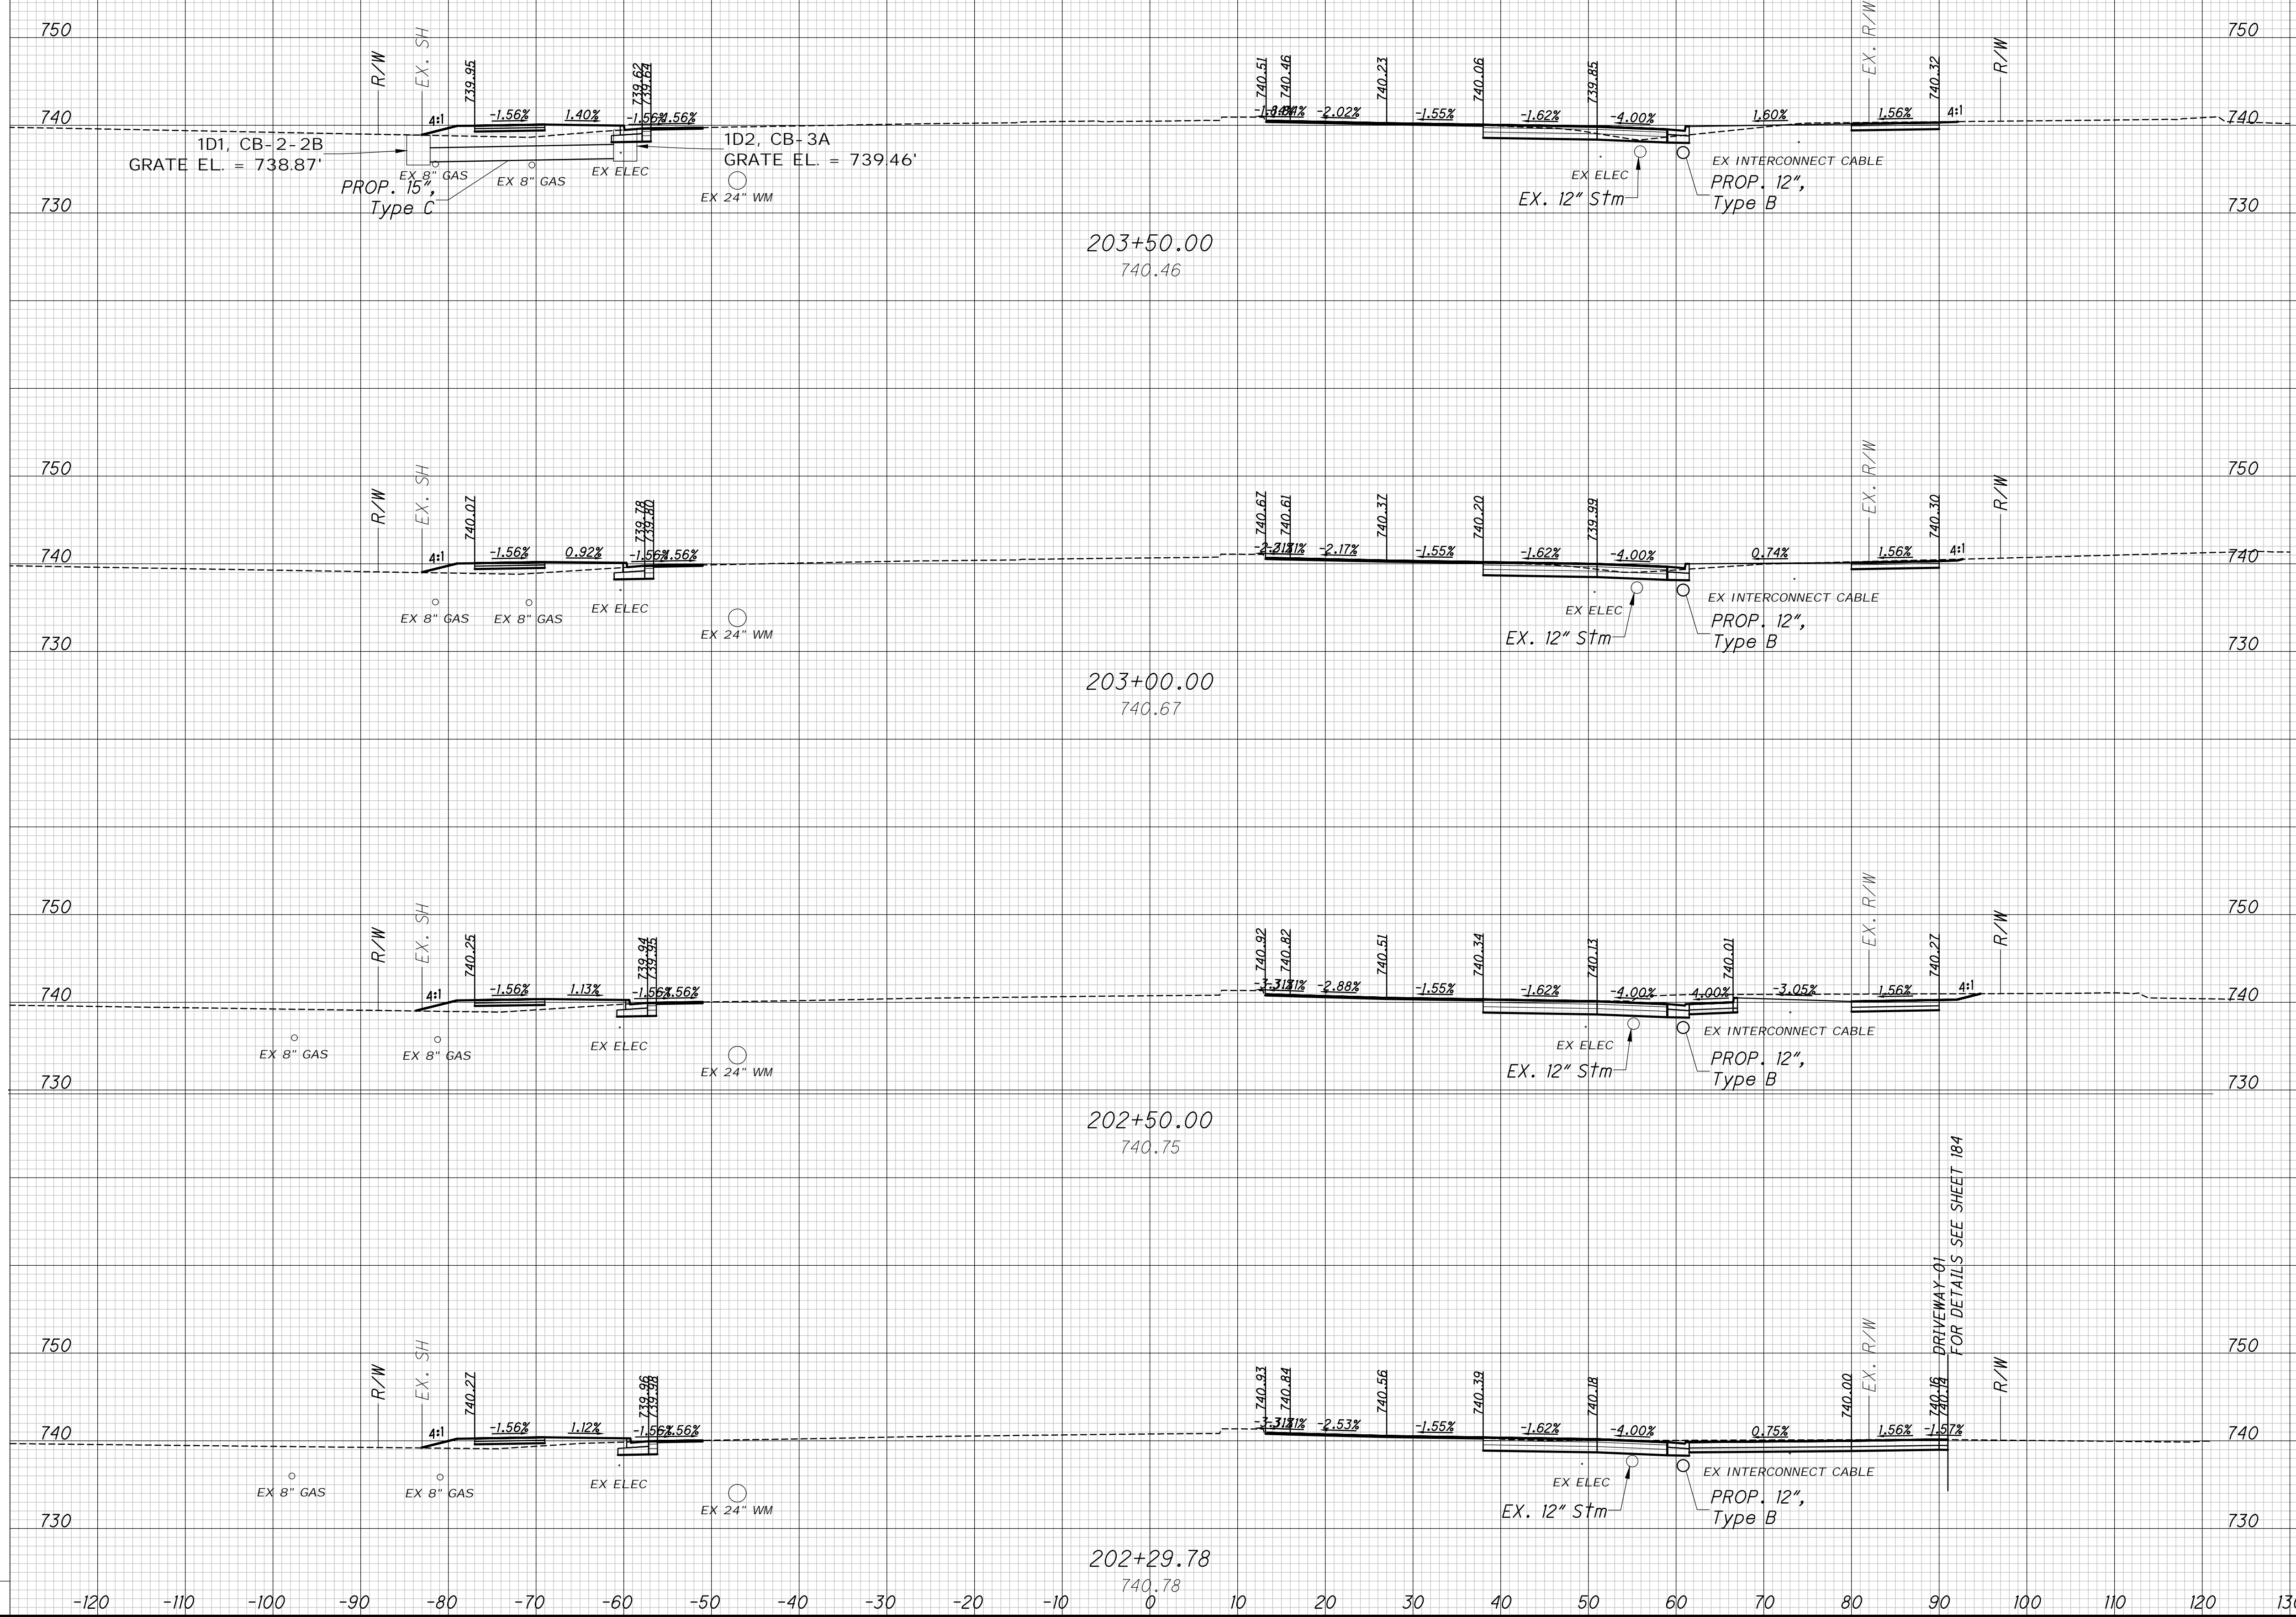 750
EX. SH
R/W
739.95
739.62
739.64
740.51
740.46
740.23
740.06
739.85
EX. R/W
740.32
R/W
750
740
4:1
-1.56%
1.40%
-1.56%
-2.02%
-1.55%
-1.62%
-4.00%
1.60%
1.56%
4:1
740
1D1, CB-2-2B
GRATE EL. = 738.87'
1D2, CB-3A
GRATE EL. = 739.46'
EX 8" GAS
EX 8" GAS
EX ELEC
EX 24" WM
PROP. 15",
Type C
EX ELEC
EX. 12" Stm
EX INTERCONNECT CABLE
PROP. 12",
Type B
730
730
203+50.00
740.46
750
R/W
EX. SH
740.07
739.78
739.80
740.67
740.61
740.37
740.20
739.99
EX. R/W
740.30
R/W
750
740
4:1
-1.56%
0.92%
-1.56%
-2.17%
-1.55%
-1.62%
-4.00%
0.74%
1.56%
4:1
740
EX 8" GAS
EX 8" GAS
EX ELEC
EX 24" WM
EX ELEC
EX. 12" Stm
EX INTERCONNECT CABLE
PROP. 12",
Type B
730
730
203+00.00
740.67
750
R/W
EX. SH
740.25
739.94
739.95
740.92
740.82
740.51
740.34
740.13
740.01
EX. R/W
740.27
R/W
750
740
4:1
-1.56%
1.13%
-1.56%
-2.88%
-1.55%
-1.62%
-4.00%
4.00%
-3.05%
1.56%
4:1
740
EX 8" GAS
EX 8" GAS
EX ELEC
EX 24" WM
EX ELEC
EX. 12" Stm
EX INTERCONNECT CABLE
PROP. 12",
Type B
730
730
202+50.00
740.75
DRIVEWAY-01
FOR DETAILS SEE SHEET 184
750
R/W
EX. SH
740.27
739.96
739.98
740.93
740.84
740.56
740.39
740.18
740.00
EX. R/W
740.16
740.14
R/W
750
740
4:1
-1.56%
1.12%
-1.56%
-2.53%
-1.55%
-1.62%
-4.00%
0.75%
1.56%
-1.57%
740
EX 8" GAS
EX 8" GAS
EX ELEC
EX 24" WM
EX ELEC
EX. 12" Stm
EX INTERCONNECT CABLE
PROP. 12",
Type B
730
730
202+29.78
740.78
-120 -110 -100 -90 -80 -70 -60 -50 -40 -30 -20 -10 0 10 20 30 40 50 60 70 80 90 100 110 120